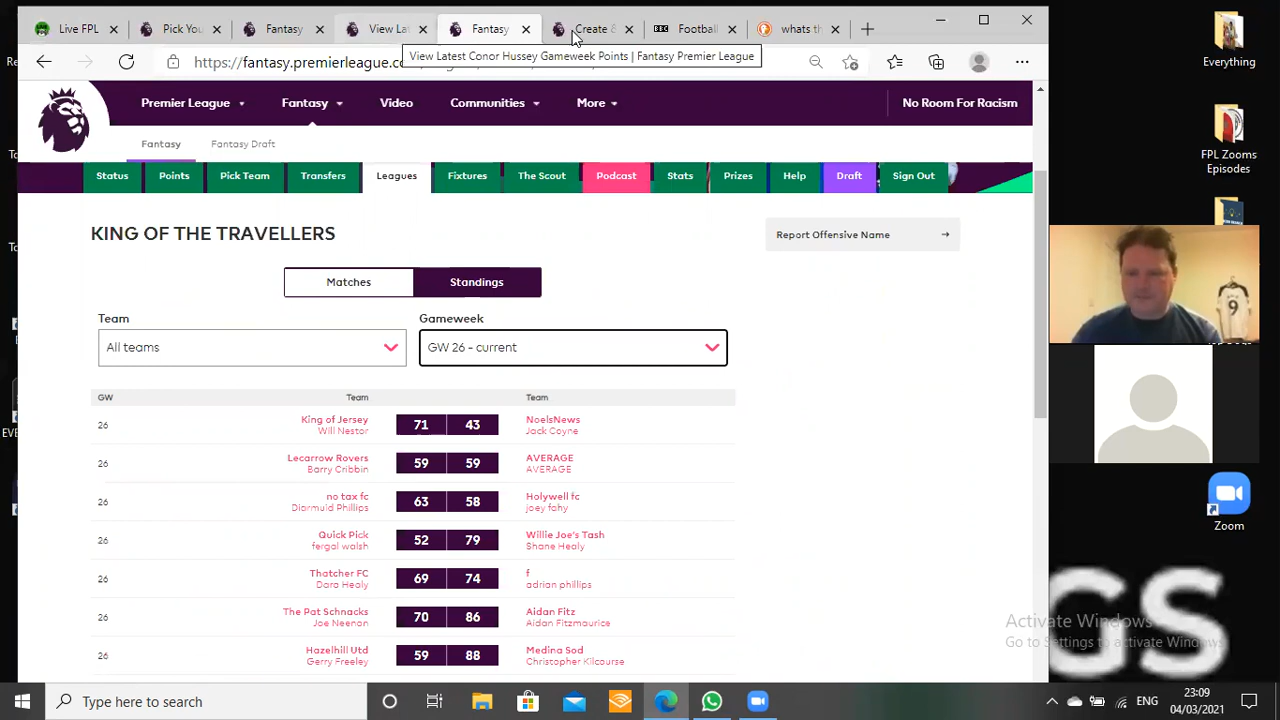 Live FPL
Pick You
Fantasy
View Lat
Fantasy
Create &
BBC
Football
whats th
https://fantasy.premierleague.co
View Latest Conor Hussey Gameweek Points | Fantasy Premier League
Premier League
Fantasy
Video
Communities
More
No Room For Racism
Fantasy
Fantasy Draft
Status
Points
Pick Team
Transfers
Leagues
Fixtures
The Scout
Podcast
Stats
Prizes
Help
Draft
Sign Out
KING OF THE TRAVELLERS
Report Offensive Name
Matches
Standings
Team
Gameweek
All teams
GW 26 - current
GW Team Team
26 King of Jersey 71 43 NoelsNews
Will Nestor Jack Coyne
26 Lecarrow Rovers 59 59 AVERAGE
Barry Cribbin AVERAGE
26 no tax fc 63 58 Holywell fc
Diarmuid Phillips joey fahy
26 Quick Pick 52 79 Willie Joe's Tash
fergal walsh Shane Healy
26 Thatcher FC 69 74 f
Dara Healy adrian phillips
26 The Pat Schnacks 70 86 Aidan Fitz
Joe Neenon Aidan Fitzmaurice
26 Hazelhill Utd 59 88 Medina Sod
Gerry Freeley Christopher Kilcourse
Everything
FPL Zooms
Episodes
9
Zoom
GS
Activate Windows
Go to Settings to activate Windows.
Type here to search
ENG
23:09
04/03/2021